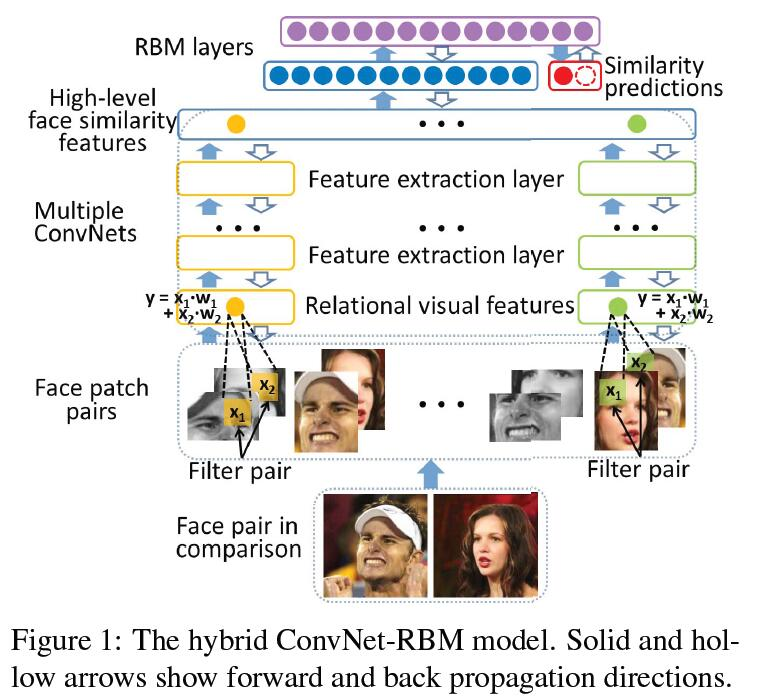 RBM layers
Similarity
predictions
High-level
face similarity
features
• • •
Feature extraction layer
Multiple
ConvNets
• • •
• • •
• • •
Feature extraction layer
y = x₁·w₁
+ x₂·w₂
Relational visual features
y = x₁·w₁
+ x₂·w₂
Face patch
pairs
x₁
x₂
• • •
x₁
x₂
Filter pair
Filter pair
Face pair in
comparison
Figure 1: The hybrid ConvNet-RBM model. Solid and hol-
low arrows show forward and back propagation directions.